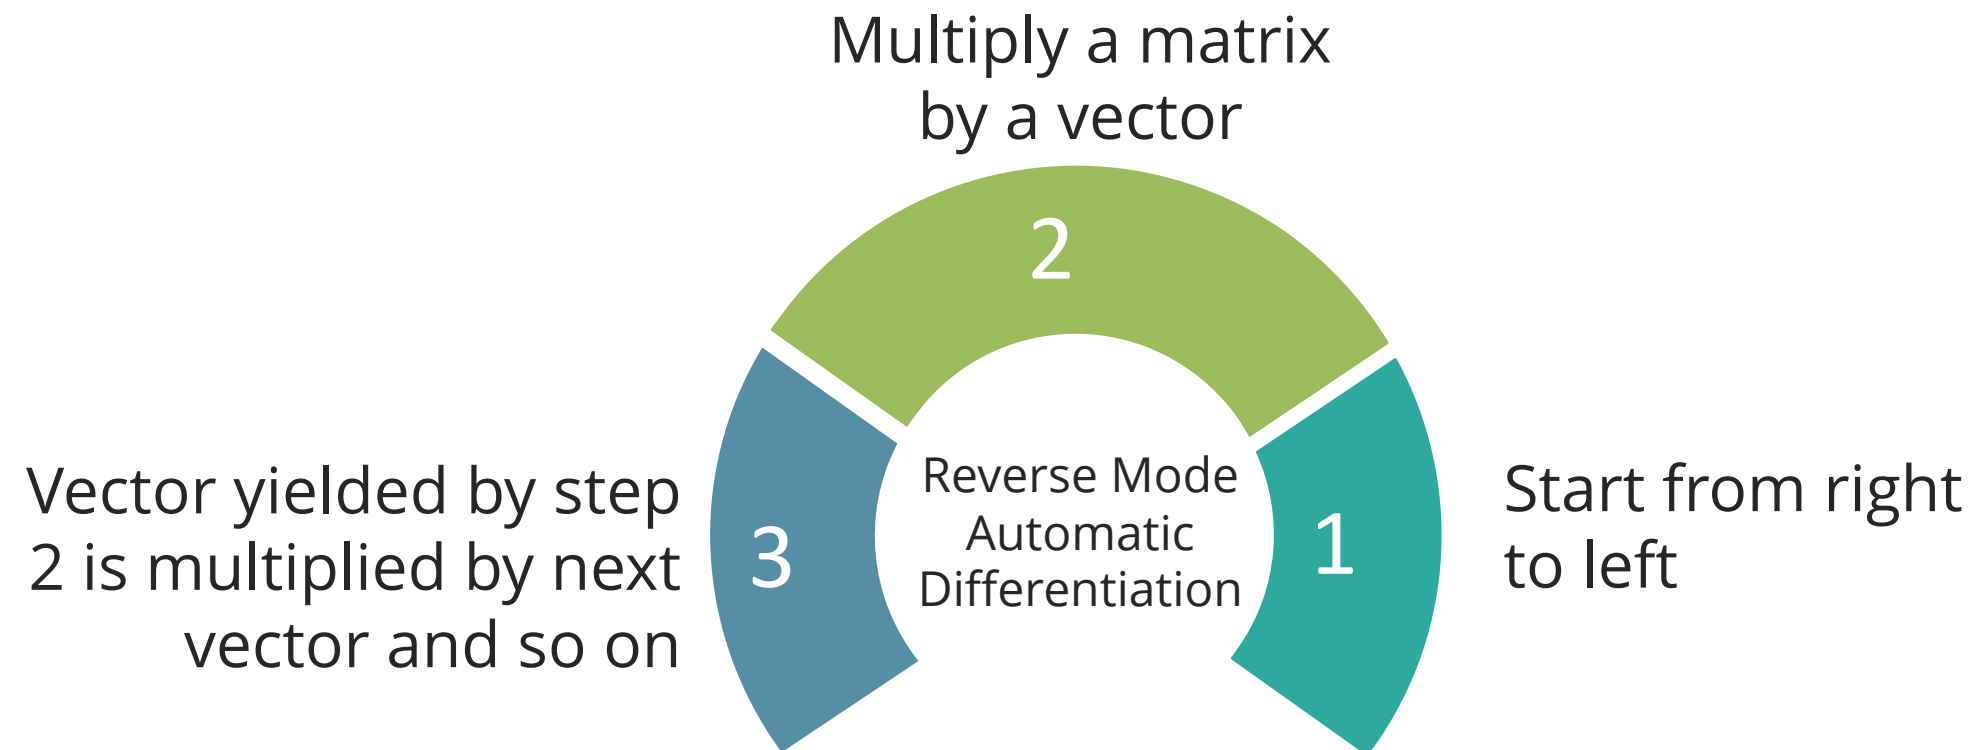 Multiply a matrix
by a vector
2
Vector yielded by step
2 is multiplied by next
vector and so on
3
Reverse Mode
Automatic
Differentiation
1
Start from right
to left